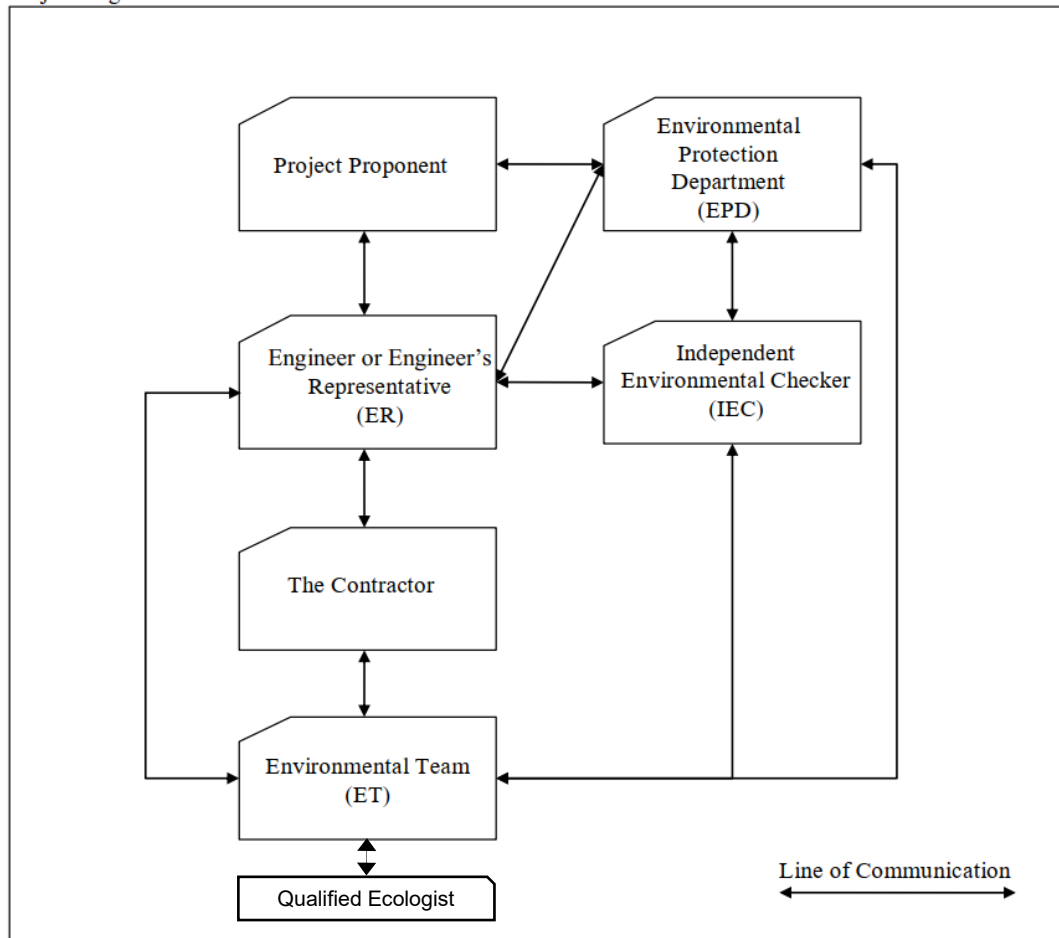 Project Proponent
Environmental
Protection
Department
(EPD)
Engineer or Engineer’s
Representative
(ER)
Independent
Environmental Checker
(IEC)
The Contractor
Environmental Team
(ET)
Qualified Ecologist
Line of Communication